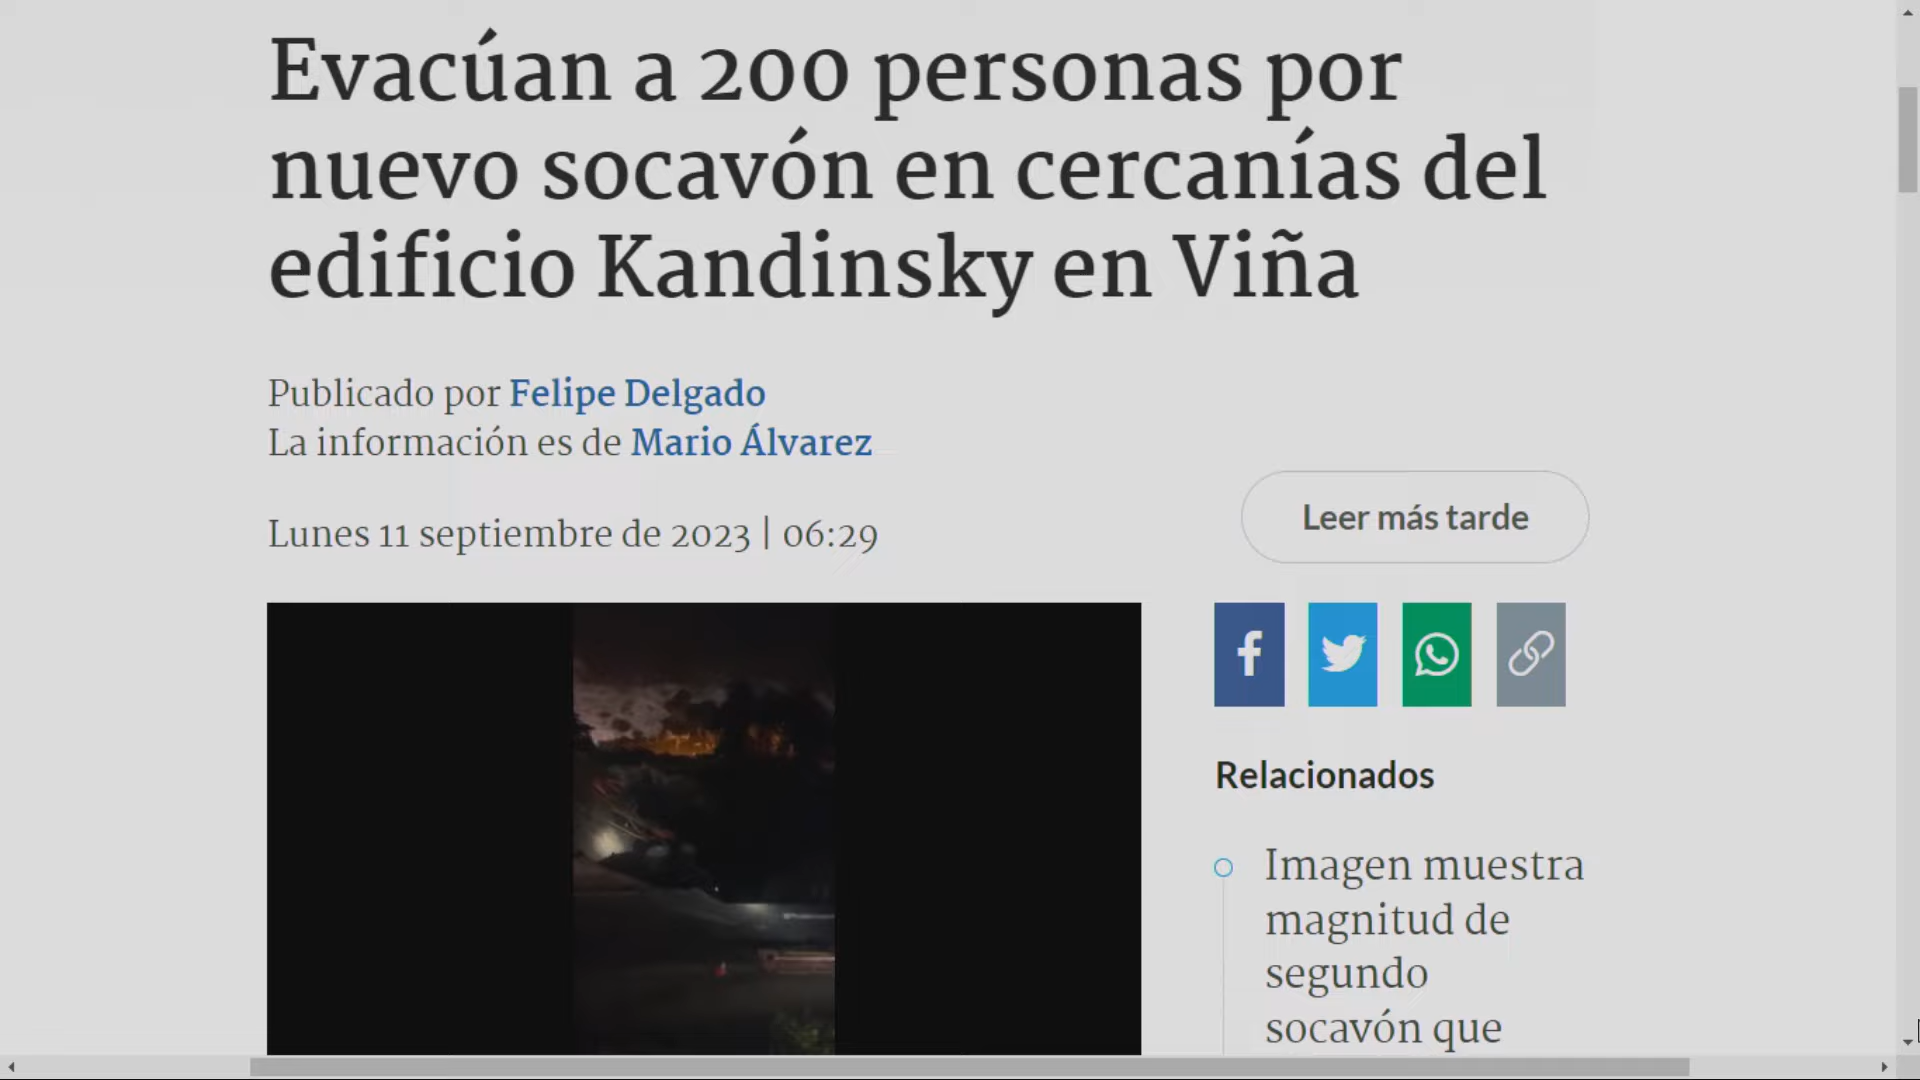 Evacúan a 200 personas por
nuevo socavón en cercanías del
edificio Kandinsky en Viña
Publicado por Felipe Delgado
La información es de Mario Álvarez
Lunes 11 septiembre de 2023 | 06:29
Leer más tarde
Relacionados
Imagen muestra
magnitud de
segundo
socavón que